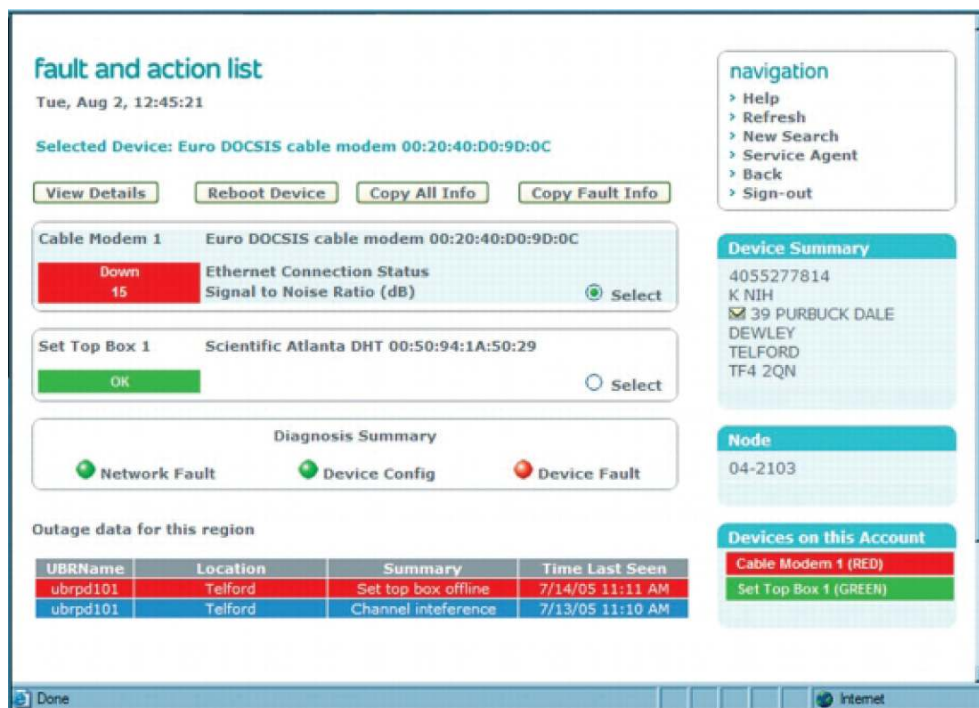 fault and action list
Tue, Aug 2, 12:45:21
Selected Device: Euro DOCSIS cable modem 00:20:40:D0:9D:0C
View Details Reboot Device Copy All Info Copy Fault Info
Cable Modem 1 Euro DOCSIS cable modem 00:20:40:D0:9D:0C
Down Ethernet Connection Status
15 Signal to Noise Ratio (dB) Select
Set Top Box 1 Scientific Atlanta DHT 00:50:94:1A:50:29
OK Select
Diagnosis Summary
Network Fault Device Config Device Fault
Outage data for this region
UBRName Location Summary Time Last Seen
ubrpd101 Telford Set top box offline 7/14/05 11:11 AM
ubrpd101 Telford Channel inteference 7/13/05 11:10 AM
navigation
> Help
> Refresh
> New Search
> Service Agent
> Back
> Sign-out
Device Summary
4055277814
K NIH
39 PURBUCK DALE
DEWLEY
TELFORD
TF4 2QN
Node
04-2103
Devices on this Account
Cable Modem 1 (RED)
Set Top Box 1 (GREEN)
Done Internet